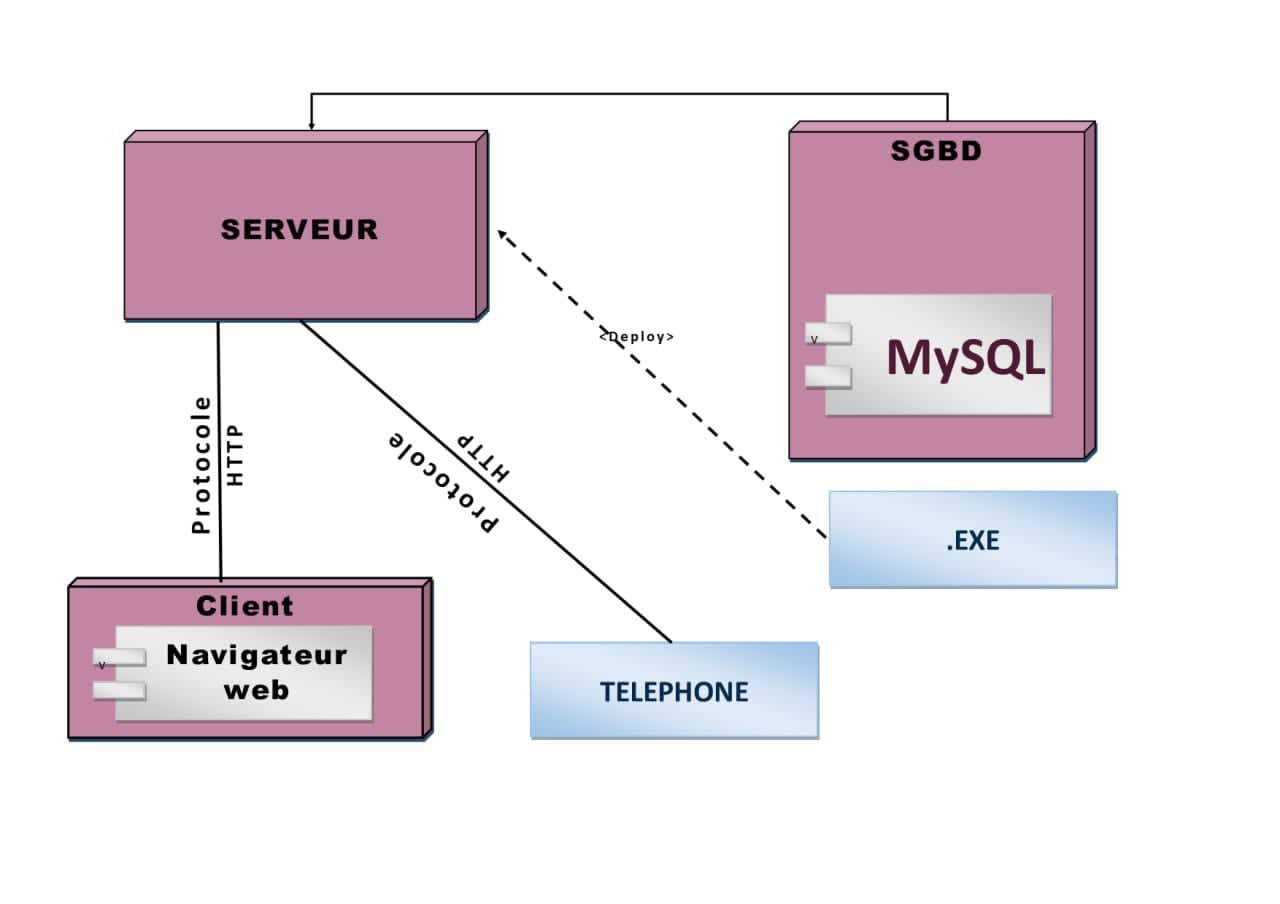 SGBD
SERVEUR
<Deploy>
v
MySQL
Protocole
HTTP
HTTP
Protocole
.EXE
Client
Navigateur
web
v
TELEPHONE